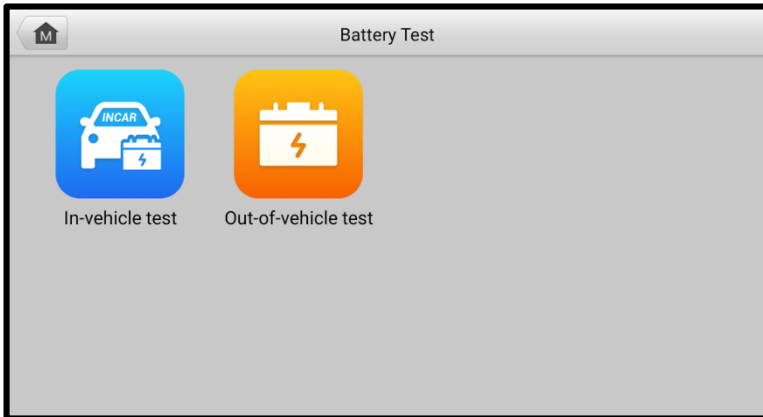 M
Battery Test
INCAR
In-vehicle test
Out-of-vehicle test